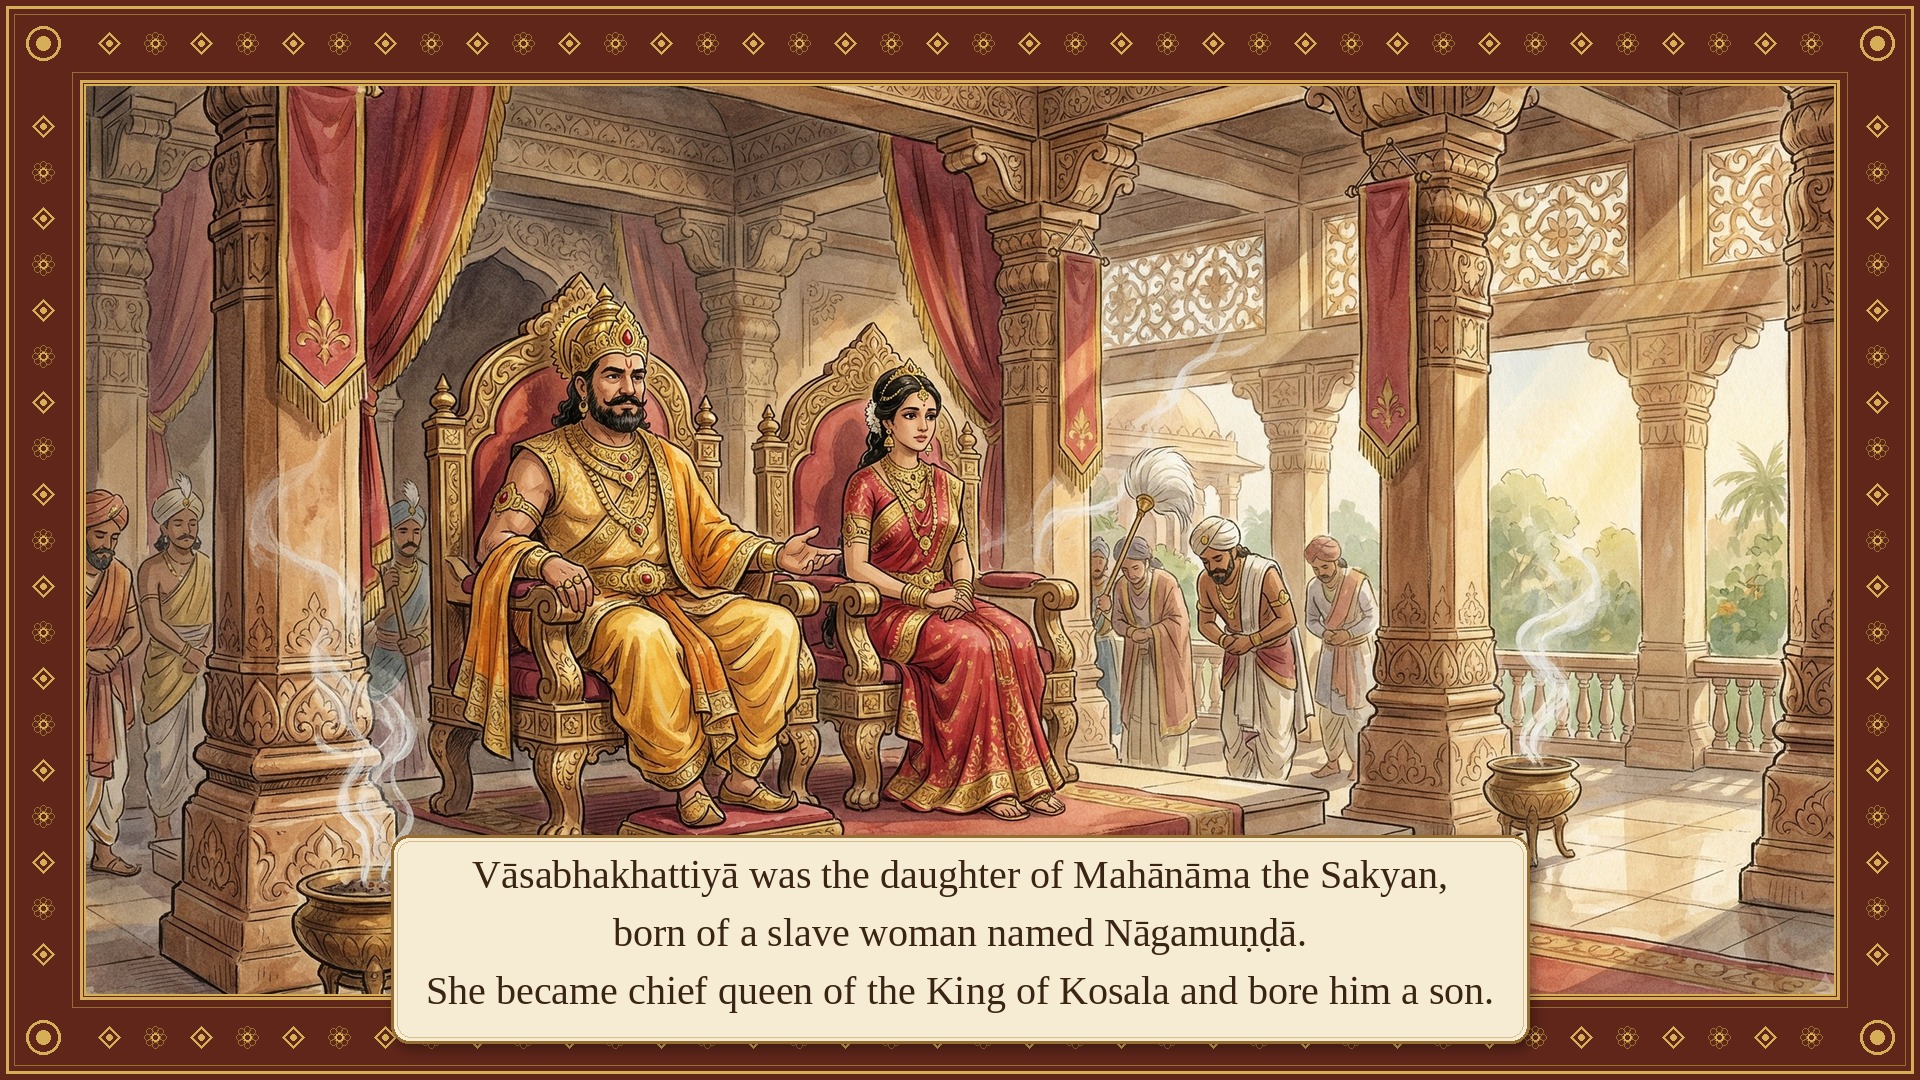 Vāsabhakhattiyā was the daughter of Mahānāma the Sakyan,
born of a slave woman named Nāgamuṇḍā.
She became chief queen of the King of Kosala and bore him a son.